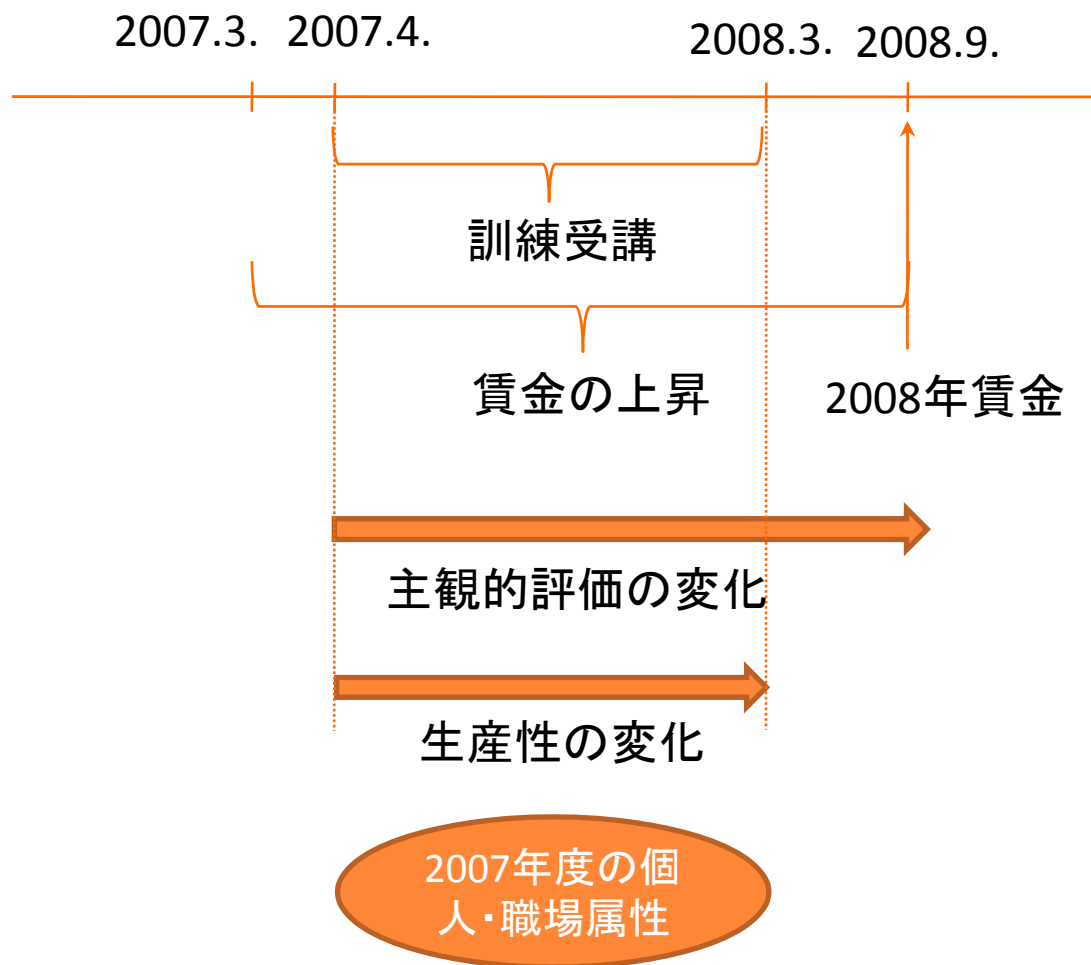 2007.3. 2007.4. 2008.3. 2008.9.
訓練受講
賃金の上昇
2008年賃金
主観的評価の変化
生産性の変化
2007年度の個
人・職場属性